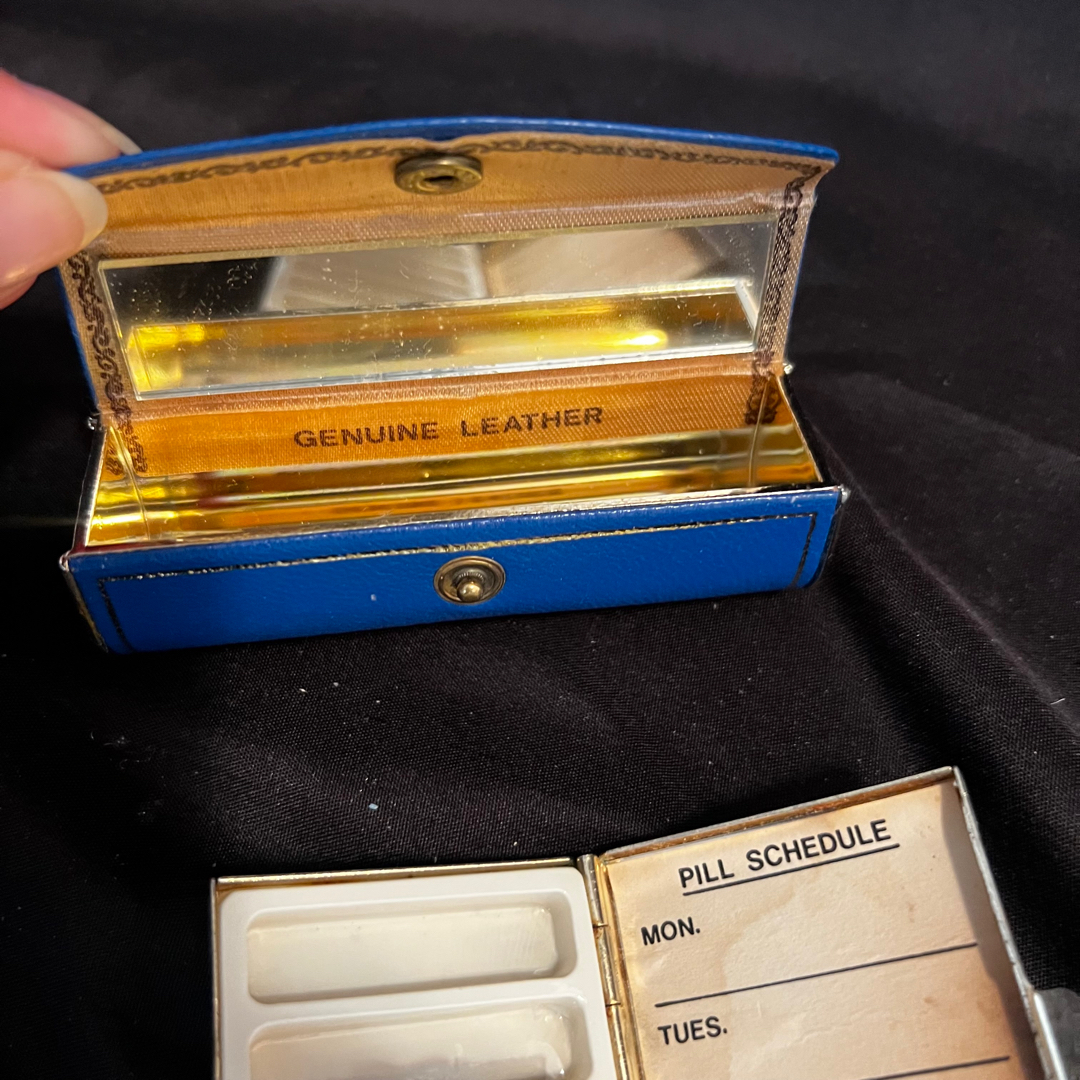 GENUINE LEATHER
PILL SCHEDULE
MON.
TUES.